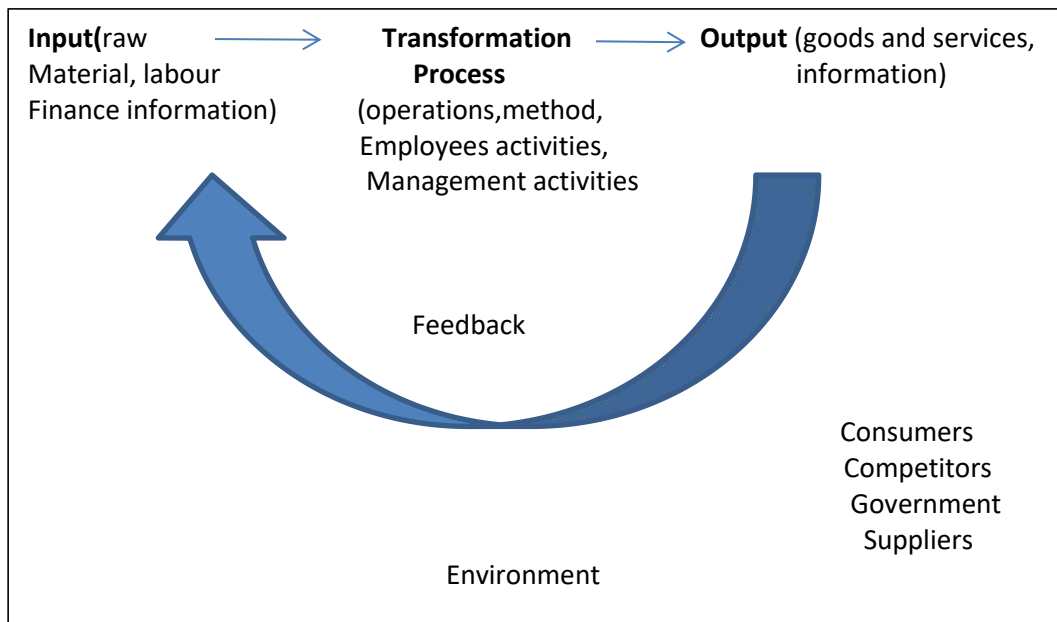 Input(raw
Material, labour
Finance information)
Transformation
Process
(operations,method,
Employees activities,
Management activities
Output (goods and services,
information)
Feedback
Consumers
Competitors
Government
Suppliers
Environment